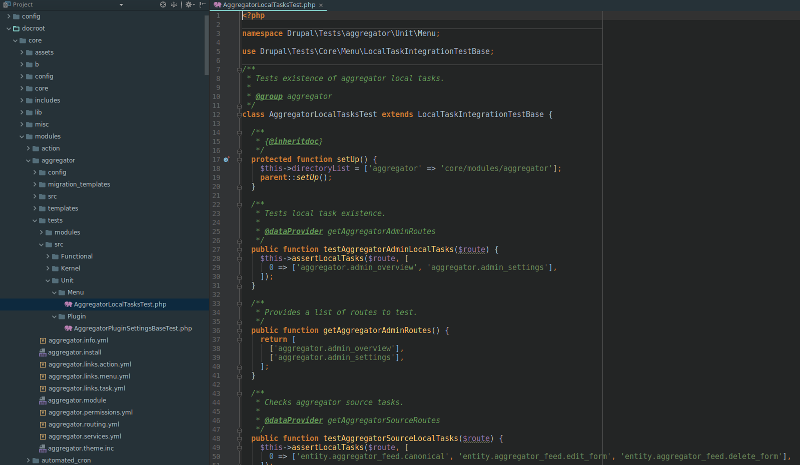 Project
config
docroot
core
assets
b
config
core
includes
lib
misc
modules
action
aggregator
config
migration_templates
src
templates
tests
modules
src
Functional
Kernel
Unit
Menu
AggregatorLocalTasksTest.php
Plugin
AggregatorPluginSettingsBaseTest.php
aggregator.info.yml
aggregator.install
aggregator.links.action.yml
aggregator.links.menu.yml
aggregator.links.task.yml
aggregator.module
aggregator.permissions.yml
aggregator.routing.yml
aggregator.services.yml
aggregator.theme.inc
automated_cron
AggregatorLocalTasksTest.php ×
1 <?php
2
3 namespace Drupal\Tests\aggregator\Unit\Menu;
4
5 use Drupal\Tests\Core\Menu\LocalTaskIntegrationTestBase;
6
7 /**
8 * Tests existence of aggregator local tasks.
9 *
10 * @group aggregator
11 */
12 class AggregatorLocalTasksTest extends LocalTaskIntegrationTestBase {
13
14 /**
15 * {@inheritdoc}
16 */
17 protected function setUp() {
18 $this->directoryList = ['aggregator' => 'core/modules/aggregator'];
19 parent::setUp();
20 }
21
22 /**
23 * Tests local task existence.
24 *
25 * @dataProvider getAggregatorAdminRoutes
26 */
27 public function testAggregatorAdminLocalTasks($route) {
28 $this->assertLocalTasks($route, [
29 0 => ['aggregator.admin_overview', 'aggregator.admin_settings'],
30 ]);
31 }
32
33 /**
34 * Provides a list of routes to test.
35 */
36 public function getAggregatorAdminRoutes() {
37 return [
38 ['aggregator.admin_overview'],
39 ['aggregator.admin_settings'],
40 ];
41 }
42
43 /**
44 * Checks aggregator source tasks.
45 *
46 * @dataProvider getAggregatorSourceRoutes
47 */
48 public function testAggregatorSourceLocalTasks($route) {
49 $this->assertLocalTasks($route, [
50 0 => ['entity.aggregator_feed.canonical', 'entity.aggregator_feed.edit_form', 'entity.aggregator_feed.delete_form'],